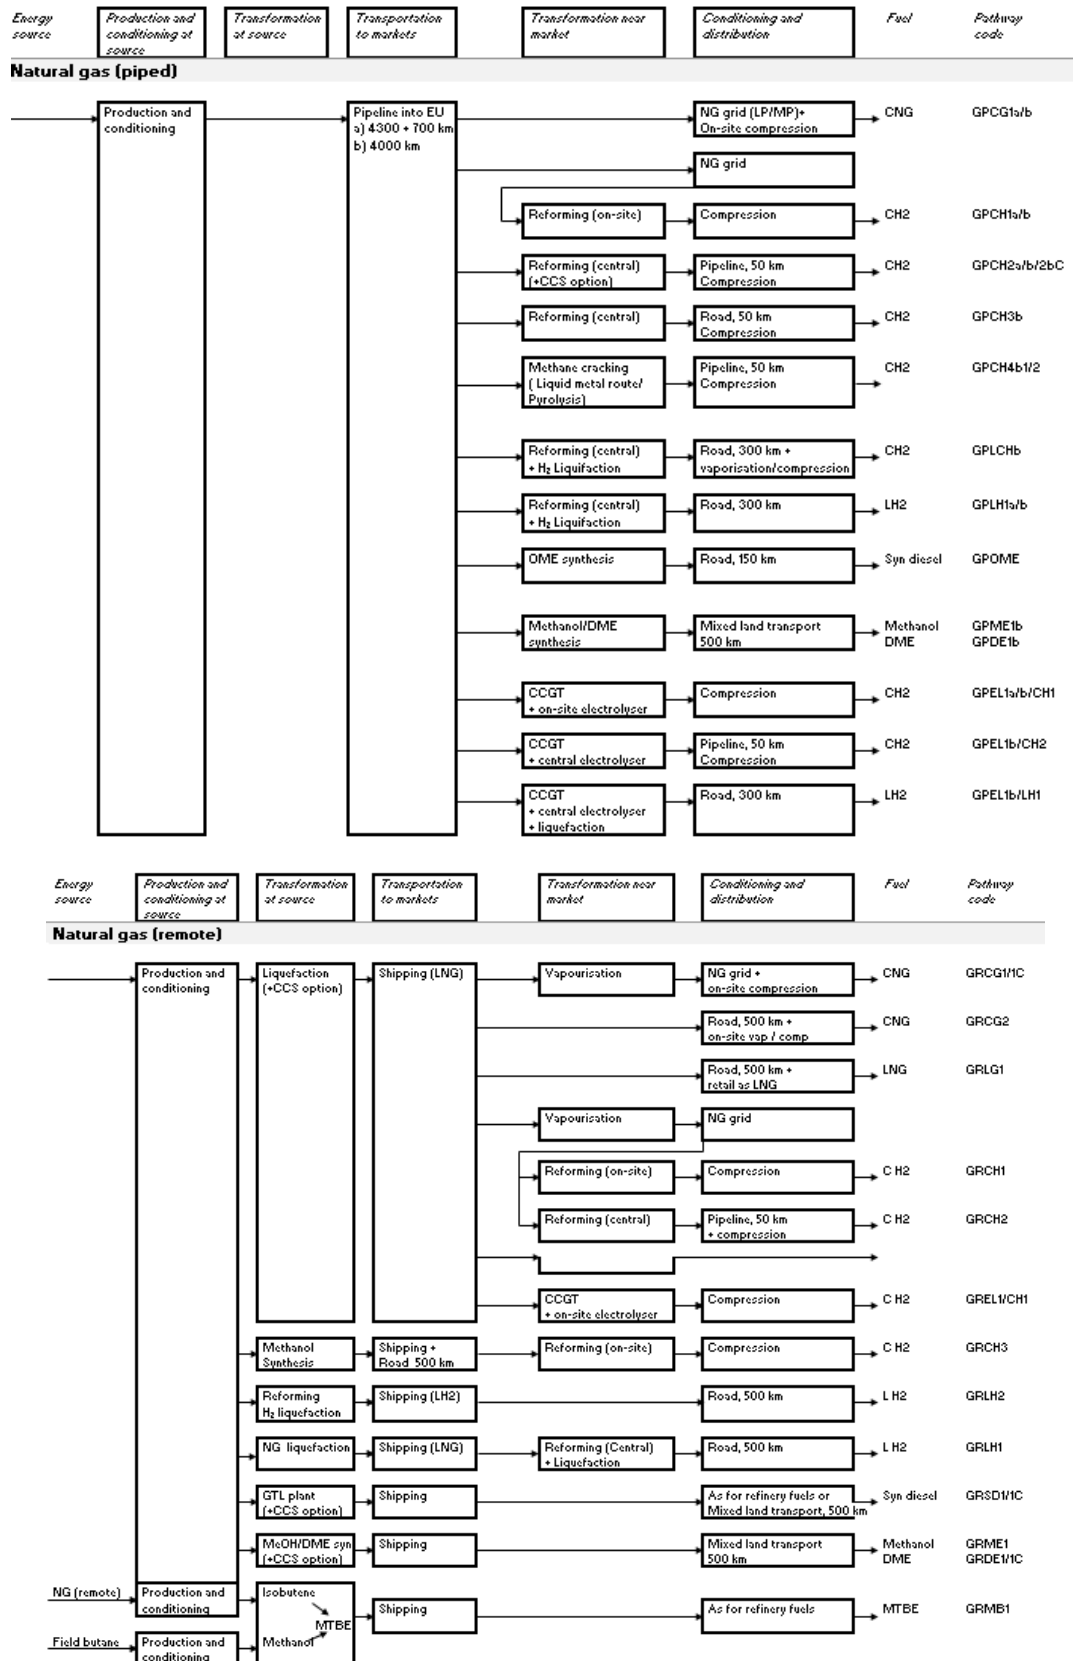 Energy source
Production and conditioning at source
Transformation at source
Transportation to markets
Transformation near market
Conditioning and distribution
Fuel
Pathway code
Natural gas (piped)
Production and conditioning
Pipeline into EU
a) 4300 + 700 km
b) 4000 km
NG grid (LP/MP)+
On-site compression
CNG
GPCG1a/b
NG grid
Reforming (on-site)
Compression
CH2
GPCH1a/b
Reforming (central)
(+CCS option)
Pipeline, 50 km
Compression
CH2
GPCH2a/b/2bC
Reforming (central)
Road, 50 km
Compression
CH2
GPCH3b
Methane cracking
( Liquid metal route/
Pyrolysis)
Pipeline, 50 km
Compression
CH2
GPCH4b1/2
Reforming (central)
+ H₂ Liquifaction
Road, 300 km +
vaporisation/compression
CH2
GPLCHb
Reforming (central)
+ H₂ Liquifaction
Road, 300 km
LH2
GPLH1a/b
OME synthesis
Road, 150 km
Syn diesel
GPOME
Methanol/DME
synthesis
Mixed land transport
500 km
Methanol
DME
GPME1b
GPDE1b
CCGT
+ on-site electrolyser
Compression
CH2
GPEL1a/b/CH1
CCGT
+ central electrolyser
Pipeline, 50 km
Compression
CH2
GPEL1b/CH2
CCGT
+ central electrolyser
+ liquefaction
Road, 300 km
LH2
GPEL1b/LH1
Energy source
Production and conditioning at source
Transformation at source
Transportation to markets
Transformation near market
Conditioning and distribution
Fuel
Pathway code
Natural gas (remote)
Production and conditioning
Liquefaction
(+CCS option)
Shipping (LNG)
Vapourisation
NG grid +
on-site compression
CNG
GRCG1/1C
Road, 500 km +
on-site vap / comp
CNG
GRCG2
Road, 500 km +
retail as LNG
LNG
GRLG1
Vapourisation
NG grid
Reforming (on-site)
Compression
C H2
GRCH1
Reforming (central)
Pipeline, 50 km
+ compression
C H2
GRCH2
CCGT
+ on-site electrolyser
Compression
C H2
GREL1/CH1
Methanol
Synthesis
Shipping +
Road 500 km
Reforming (on-site)
Compression
C H2
GRCH3
Reforming
H₂ liquefaction
Shipping (LH2)
Road, 500 km
L H2
GRLH2
NG liquefaction
Shipping (LNG)
Reforming (Central)
+ Liquefaction
Road, 500 km
L H2
GRLH1
GTL plant
(+CCS option)
Shipping
As for refinery fuels or
Mixed land transport, 500 km
Syn diesel
GRSD1/1C
MeOH/DME syn
(+CCS option)
Shipping
Mixed land transport
500 km
Methanol
DME
GRME1
GRDE1/1C
NG (remote)
Production and
conditioning
Isobutene
MTBE
Methanol
Shipping
As for refinery fuels
MTBE
GRMB1
Field butane
Production and
conditioning